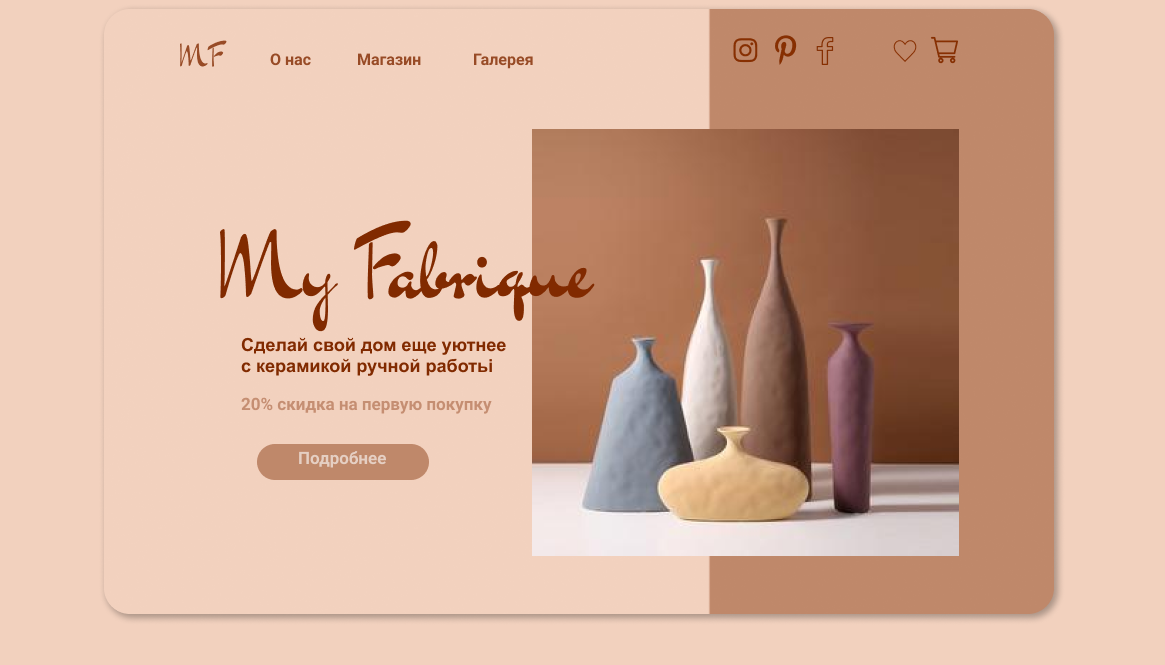 MF
О нас
Магазин
Галерея
My Fabrique
Сделай свой дом еще уютнее
с керамикой ручной работы
20% скидка на первую покупку
Подробнее